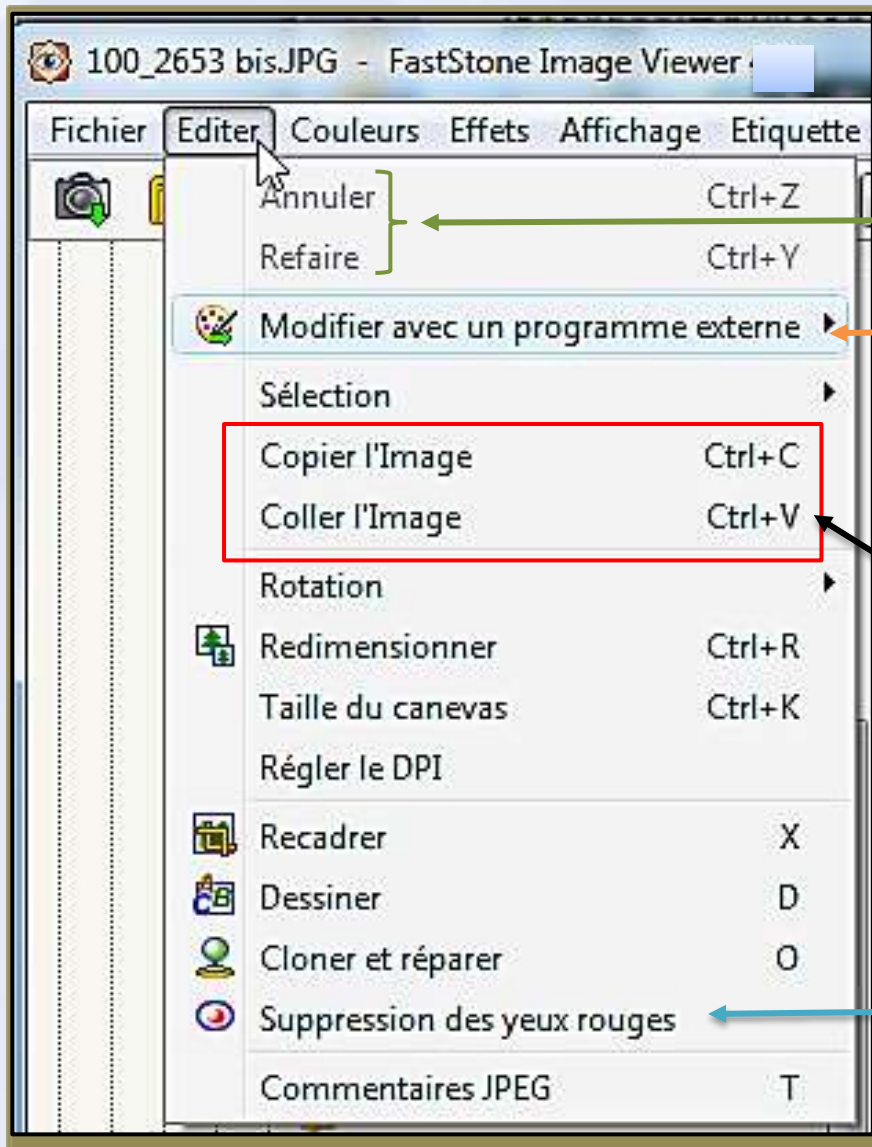 100_2653 bis.JPG - FastStone Image Viewer
Fichier Editer Couleurs Effets Affichage Etiquette
Annuler Ctrl+Z
Refaire Ctrl+Y
Modifier avec un programme externe
Sélection
Copier l'Image Ctrl+C
Coller l'Image Ctrl+V
Rotation
Redimensionner Ctrl+R
Taille du canevas Ctrl+K
Régler le DPI
Recadrer X
Dessiner D
Cloner et réparer O
Suppression des yeux rouges
Commentaires JPEG T